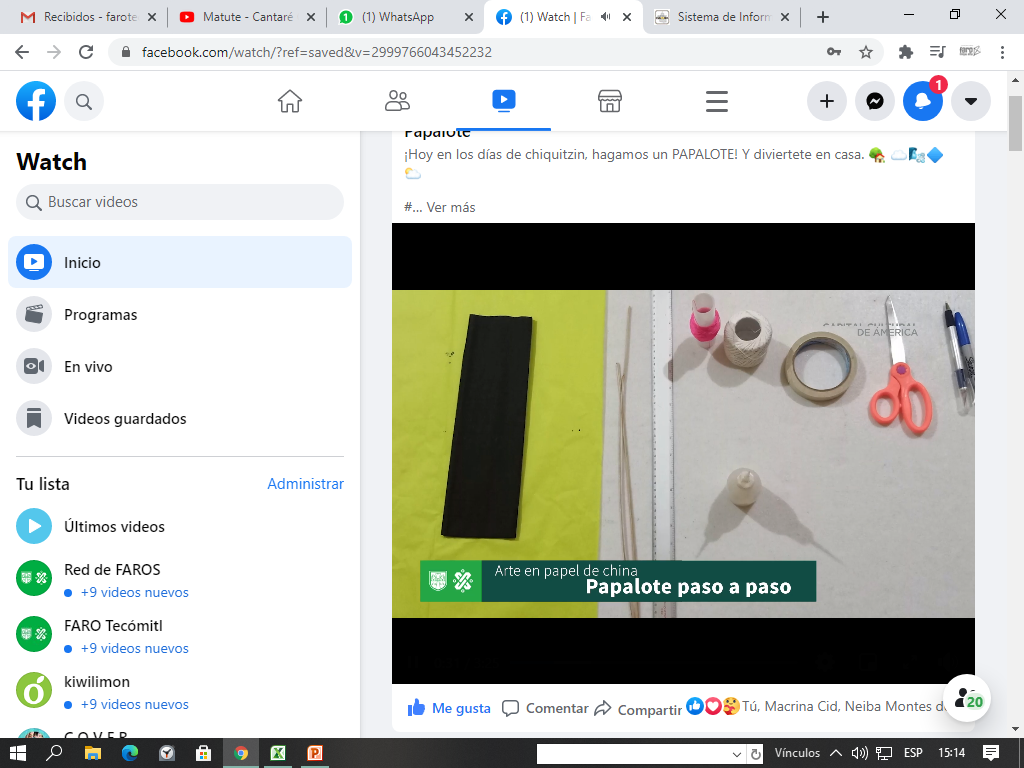 Recibidos - farote
Matute - Cantaré
(1) WhatsApp
(1) Watch | Fa
Sistema de Inform
facebook.com/watch/?ref=saved&v=2999766043452232
1
Watch
Buscar videos
Inicio
Programas
En vivo
Videos guardados
Tu lista
Administrar
Últimos videos
Red de FAROS
+9 videos nuevos
FARO Tecómitl
+9 videos nuevos
kiwilimon
+9 videos nuevos
C.O.V.E.R.
Papalote
¡Hoy en los días de chiquitzin, hagamos un PAPALOTE! Y diviertete en casa.
#... Ver más
CAPITAL CULTURAL
DE AMÉRICA
Arte en papel de china
Papalote paso a paso
Me gusta
Comentar
Compartir
Tú, Macrina Cid, Neiba Montes d
20
Vínculos
ESP
15:14